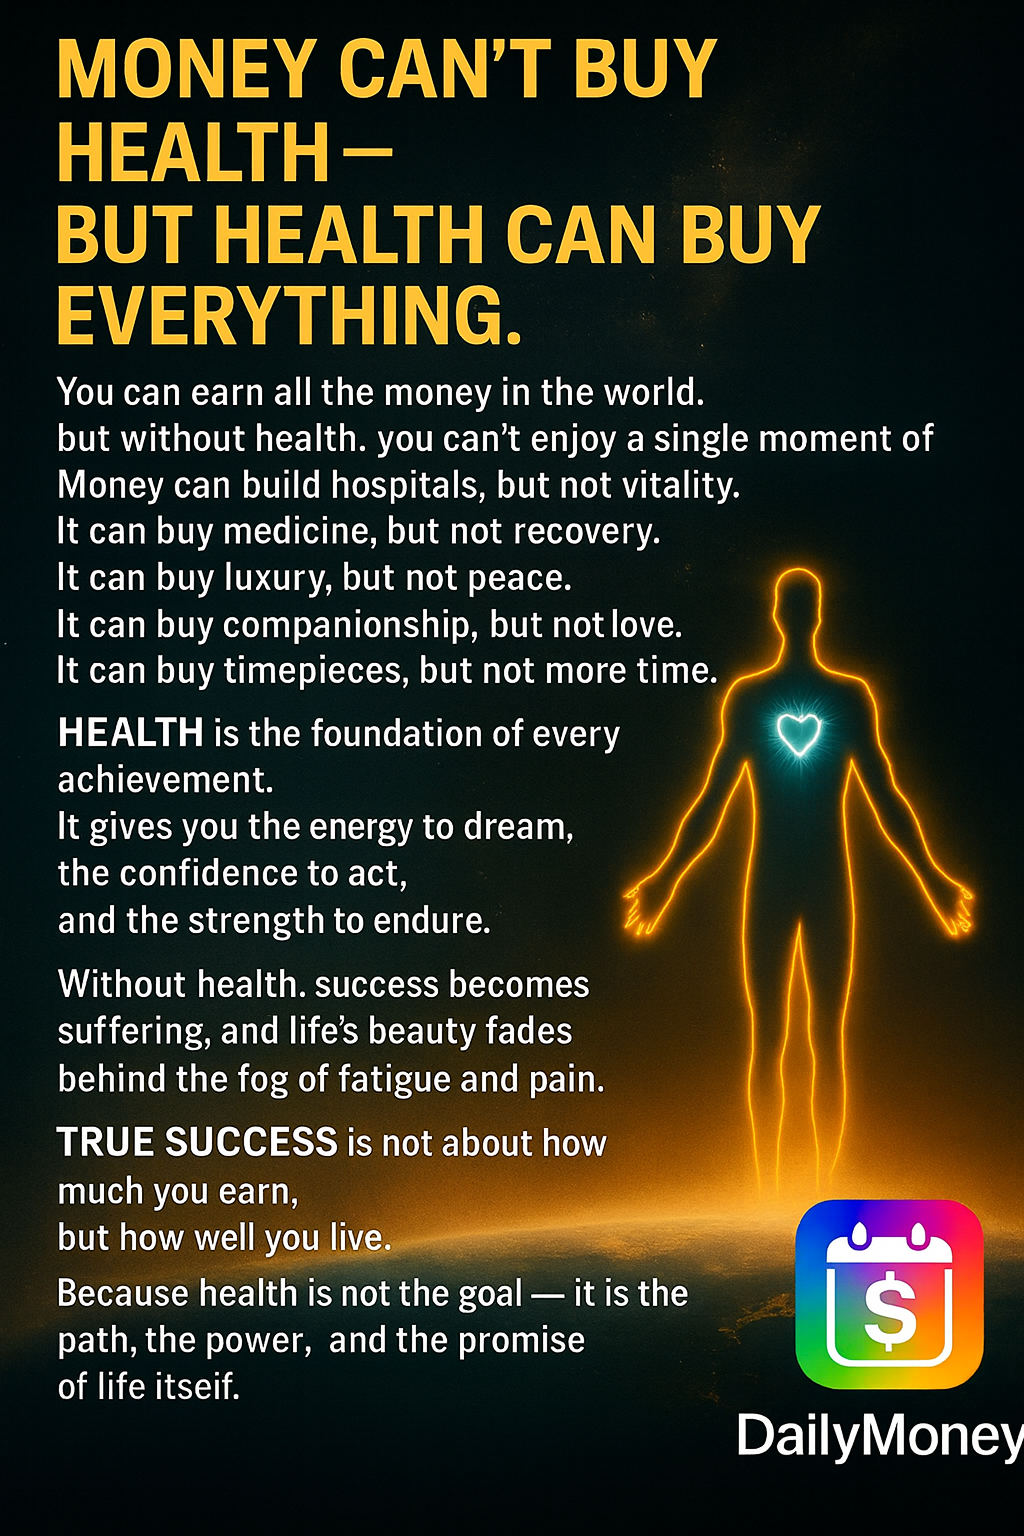 MONEY CAN'T BUY
HEALTH—
BUT HEALTH CAN BUY
EVERYTHING.
You can earn all the money in the world.
but without health. you can't enjoy a single moment of
Money can build hospitals, but not vitality.
It can buy medicine, but not recovery.
It can buy luxury, but not peace.
It can buy companionship, but not love.
It can buy timepieces, but not more time.
HEALTH is the foundation of every
achievement.
It gives you the energy to dream,
the confidence to act,
and the strength to endure.
Without health. success becomes
suffering, and life's beauty fades
behind the fog of fatigue and pain.
TRUE SUCCESS is not about how
much you earn,
but how well you live.
Because health is not the goal — it is the
path, the power, and the promise
of life itseif.
$
DailyMoney